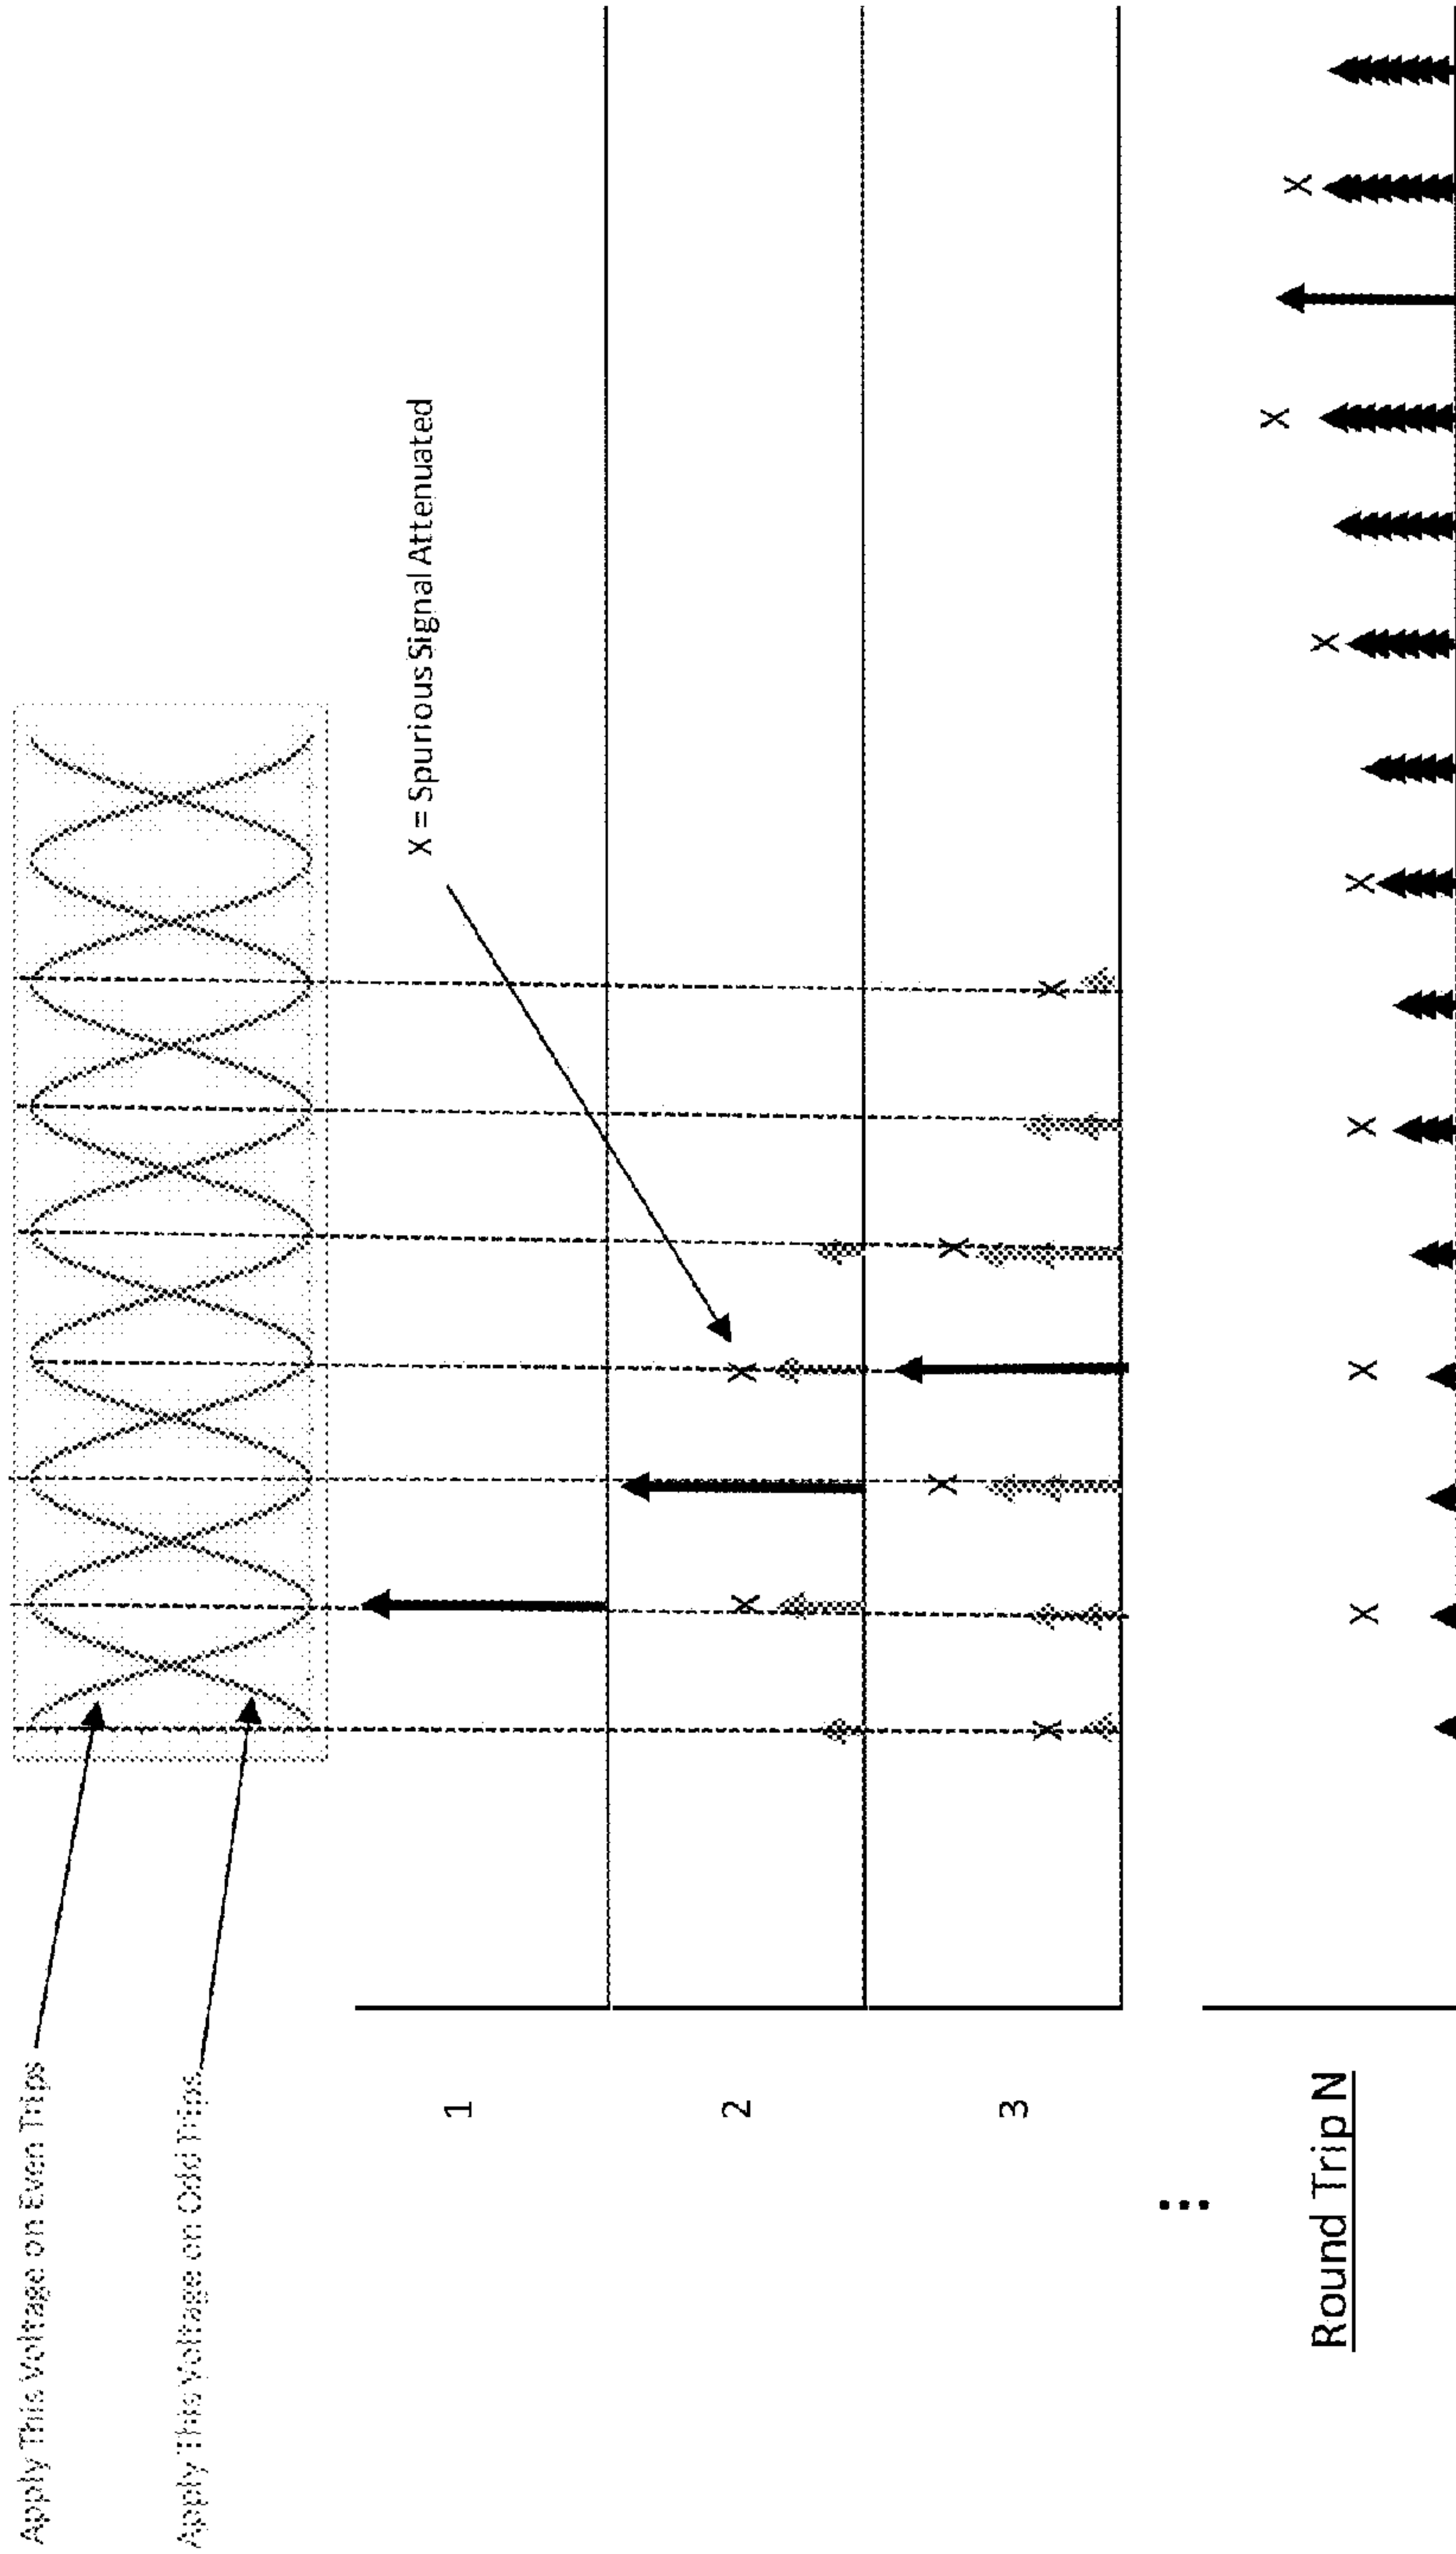 Apply This Voltage on Even Trips
Apply This Voltage on Odd Trips
X = Spurious Signal Attenuated
1
X
X
2
X
X
X
X
3
⋮
X
X
X
X
X
X
X
Round Trip N